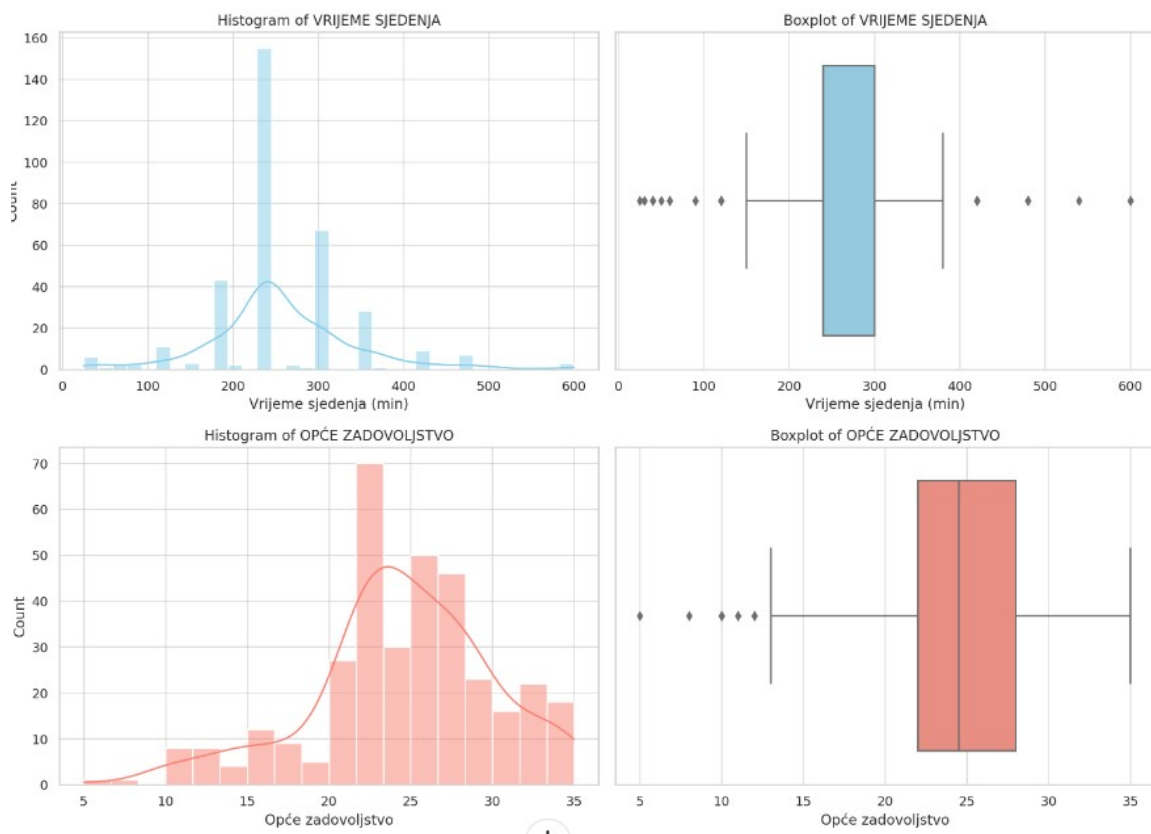 Histogram of VRIJEME SJEDENJA
160
140
120
100
80
60
40
20
0
Count
0 100 200 300 400 500 600
Vrijeme sjedenja (min)
Boxplot of VRIJEME SJEDENJA
0 100 200 300 400 500 600
Vrijeme sjedenja (min)
Histogram of OPĆE ZADOVOLJSTVO
70
60
50
40
30
20
10
0
Count
5 10 15 20 25 30 35
Opće zadovoljstvo
Boxplot of OPĆE ZADOVOLJSTVO
5 10 15 20 25 30 35
Opće zadovoljstvo